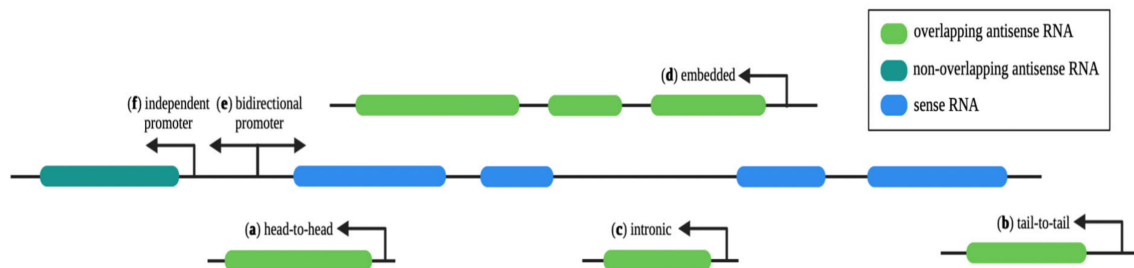 overlapping antisense RNA
non-overlapping antisense RNA
sense RNA
(d) embedded
(f) independent
promoter
(e) bidirectional
promoter
(a) head-to-head
(c) intronic
(b) tail-to-tail